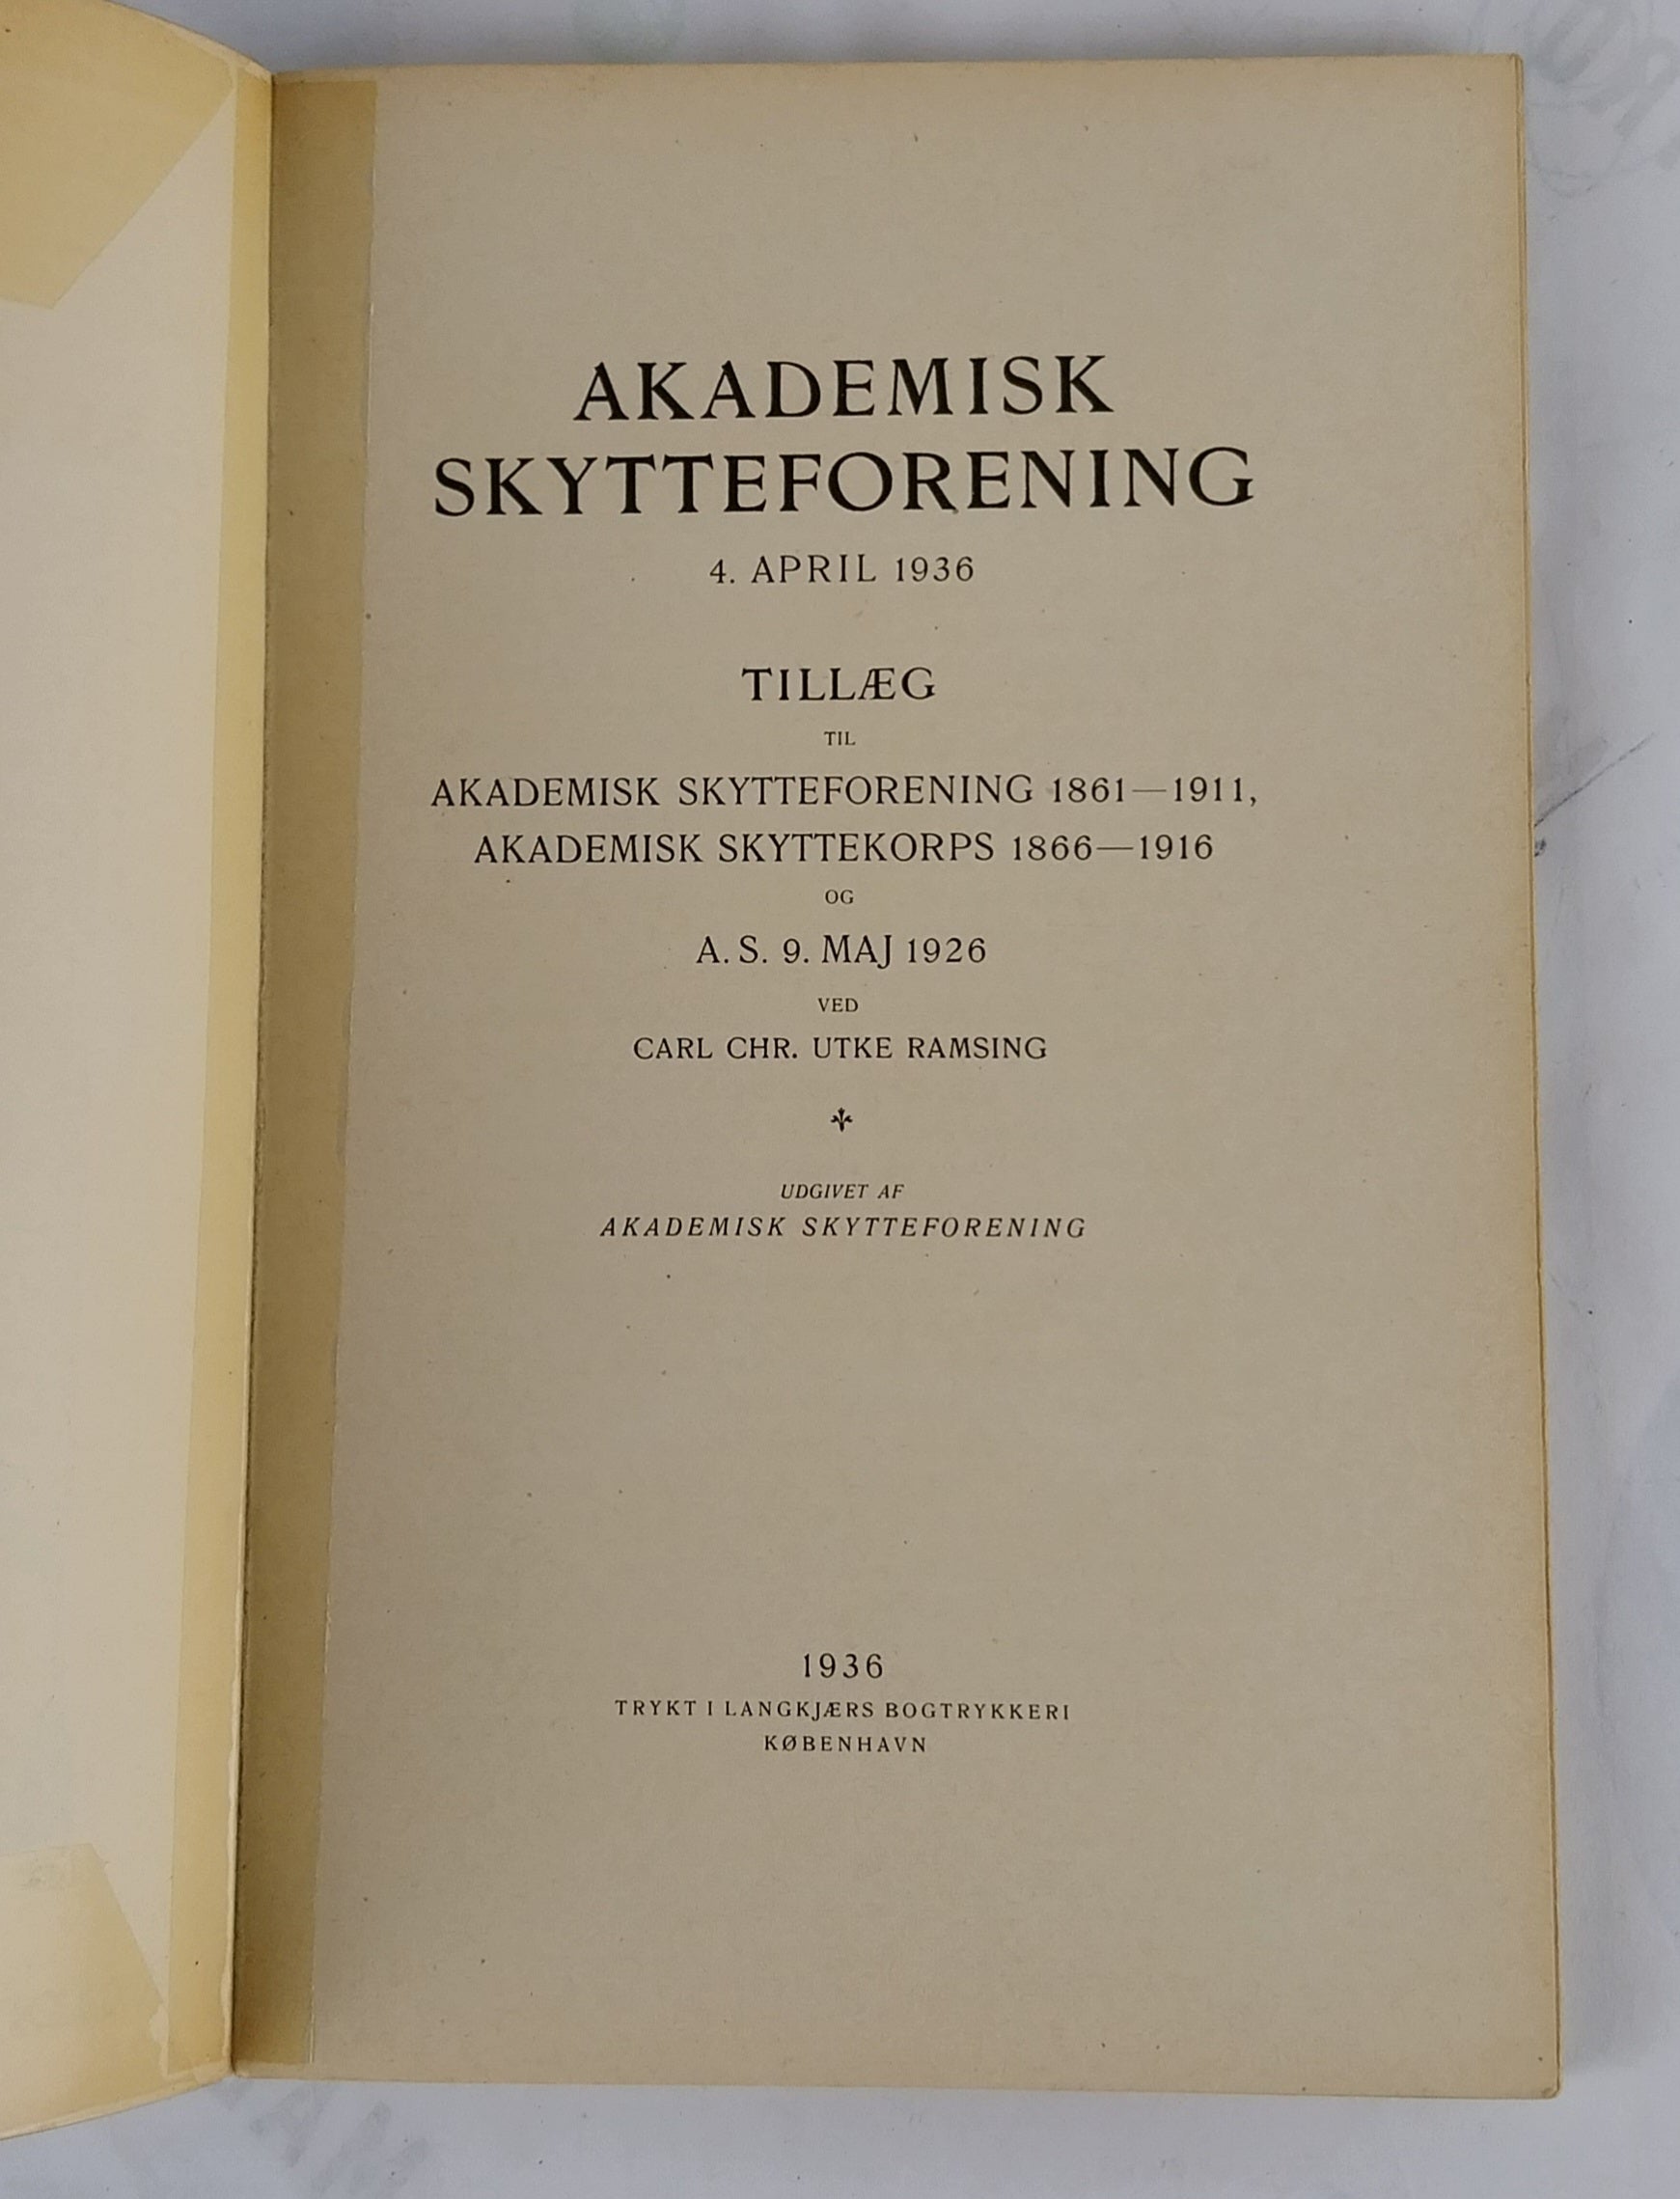 AKADEMISK
SKYTTEFORENING
4. APRIL 1936
TILLÆG
TIL
AKADEMISK SKYTTEFORENING 1861—1911,
AKADEMISK SKYTTEKORPS 1866—1916
OG
A. S. 9. MAJ 1926
VED
CARL CHR. UTKE RAMSING
UDGIVET AF
AKADEMISK SKYTTEFORENING
1936
TRYKT I LANGKJÆRS BOGTRYKKERI
KØBENHAVN